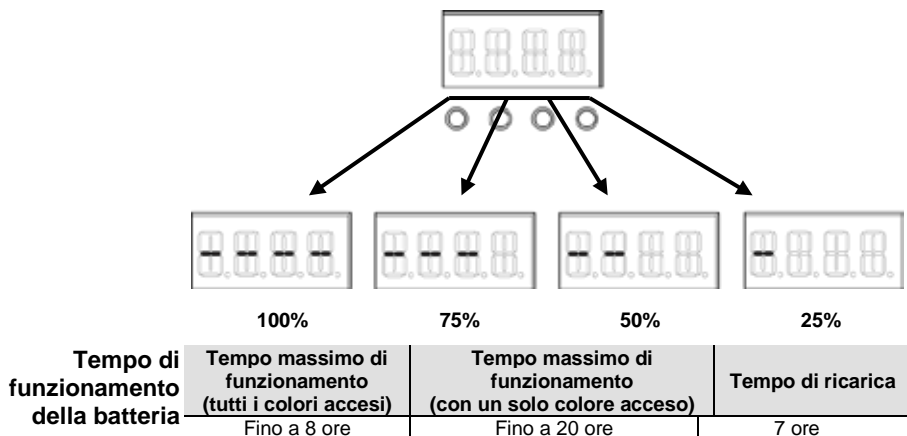 100% 75% 50% 25%
Tempo di
funzionamento
della batteria
Tempo massimo di
funzionamento
(tutti i colori accesi)
Tempo massimo di
funzionamento
(con un solo colore acceso)
Tempo di ricarica
Fino a 8 ore
Fino a 20 ore
7 ore